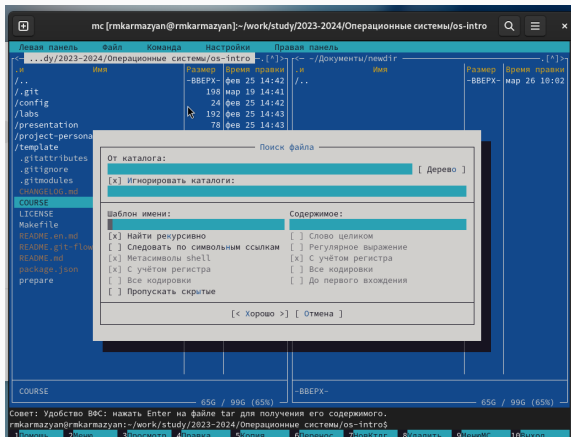 mc [rmkarmazyan@rmkarmazyan]:~/work/study/2023-2024/Операционные системы/os-intro
Левая панель Файл Команда Настройки Правая панель
<— ...dy/2023-2024/Операционные системы/os-intro —.[^]> <— ~/Документы/newdir —.[^]>
.и Имя Размер Время правки .и Имя Размер Время правки
/.. -ВВЕРХ- фев 25 14:42 /.. -ВВЕРХ- мар 26 10:02
/.git 198 мар 19 14:41
/config 24 фев 25 14:42
/labs 192 фев 25 14:43
/presentation 78 фев 25 14:43
/project-persona
/template
.gitattributes
.gitignore
.gitmodules
CHANGELOG.md
COURSE
LICENSE
Makefile
README.en.md
README.git-flow
README.md
package.json
prepare
Поиск файла
От каталога:
[ Дерево ]
[x] Игнорировать каталоги:
Шаблон имени: Содержимое:
[x] Найти рекурсивно [ ] Слово целиком
[ ] Следовать по символьным ссылкам [ ] Регулярное выражение
[x] Метасимволы shell [x] С учётом регистра
[x] С учётом регистра [ ] Все кодировки
[ ] Все кодировки [ ] До первого вхождения
[ ] Пропускать скрытые
[< Хорошо >] [ Отмена ]
COURSE -ВВЕРХ-
65G / 99G (65%) 65G / 99G (65%)
Совет: Удобство ВФС: нажать Enter на файле tar для получения его содержимого.
rmkarmazyan@rmkarmazyan:~/work/study/2023-2024/Операционные системы/os-intro$
1Помощь 2Меню 3Просмотр 4Правка 5Копия 6Перенос 7НовКтлг 8Удалить 9МенюМС 10Выход